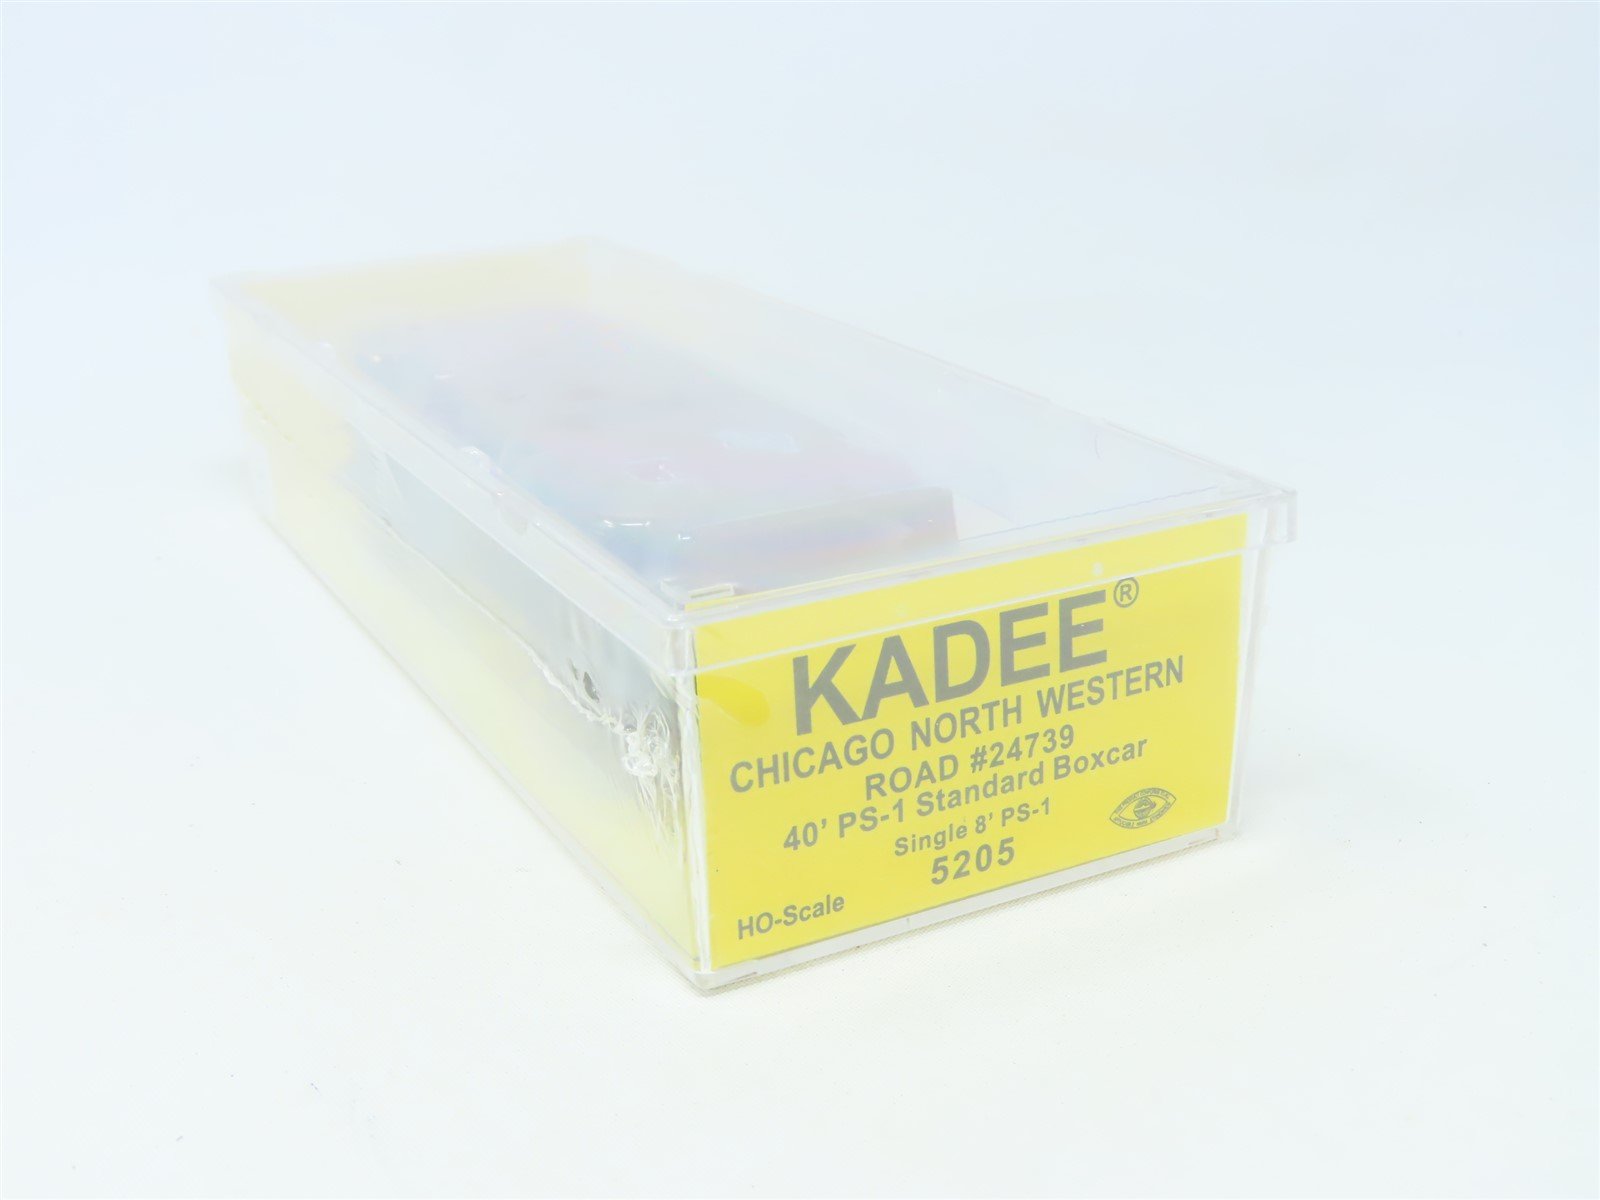 KADEE®
CHICAGO NORTH WESTERN
ROAD #24739
40' PS-1 Standard Boxcar
Single 8' PS-1
5205
HO-Scale